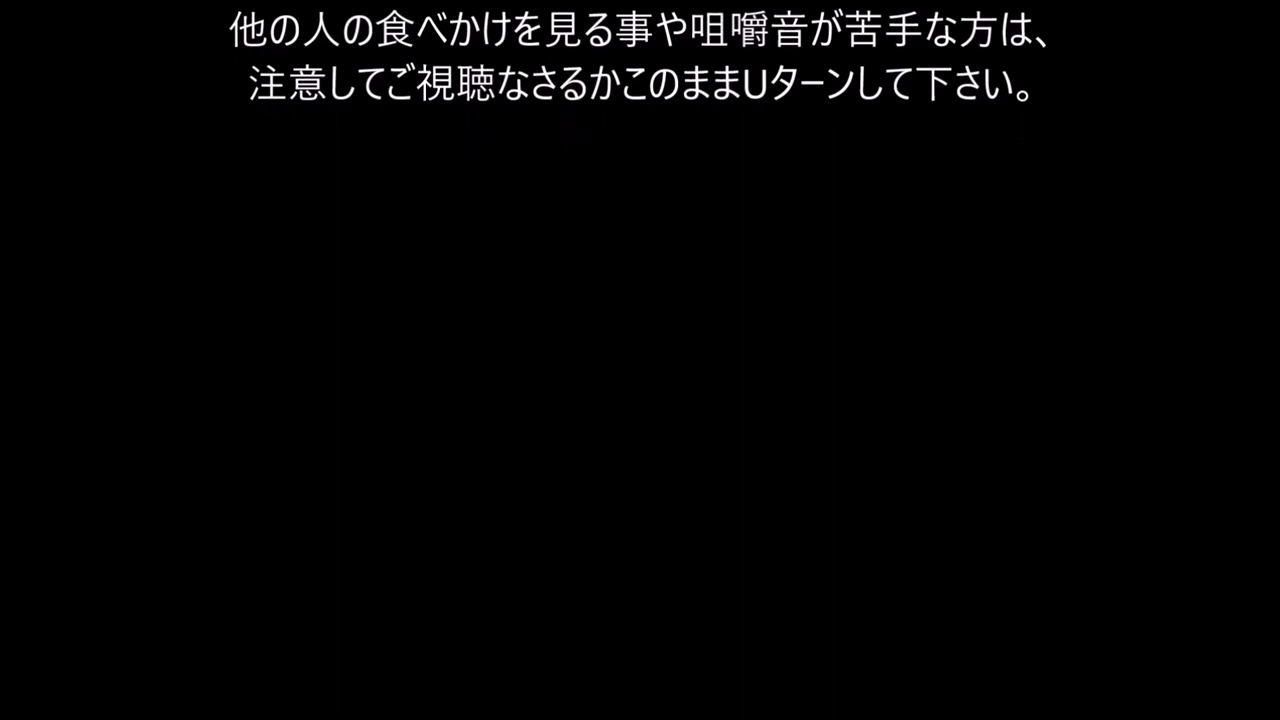 他の人の食べかけを見る事や咀嚼音が苦手な方は、
注意してご視聴なさるかこのままUターンして下さい。